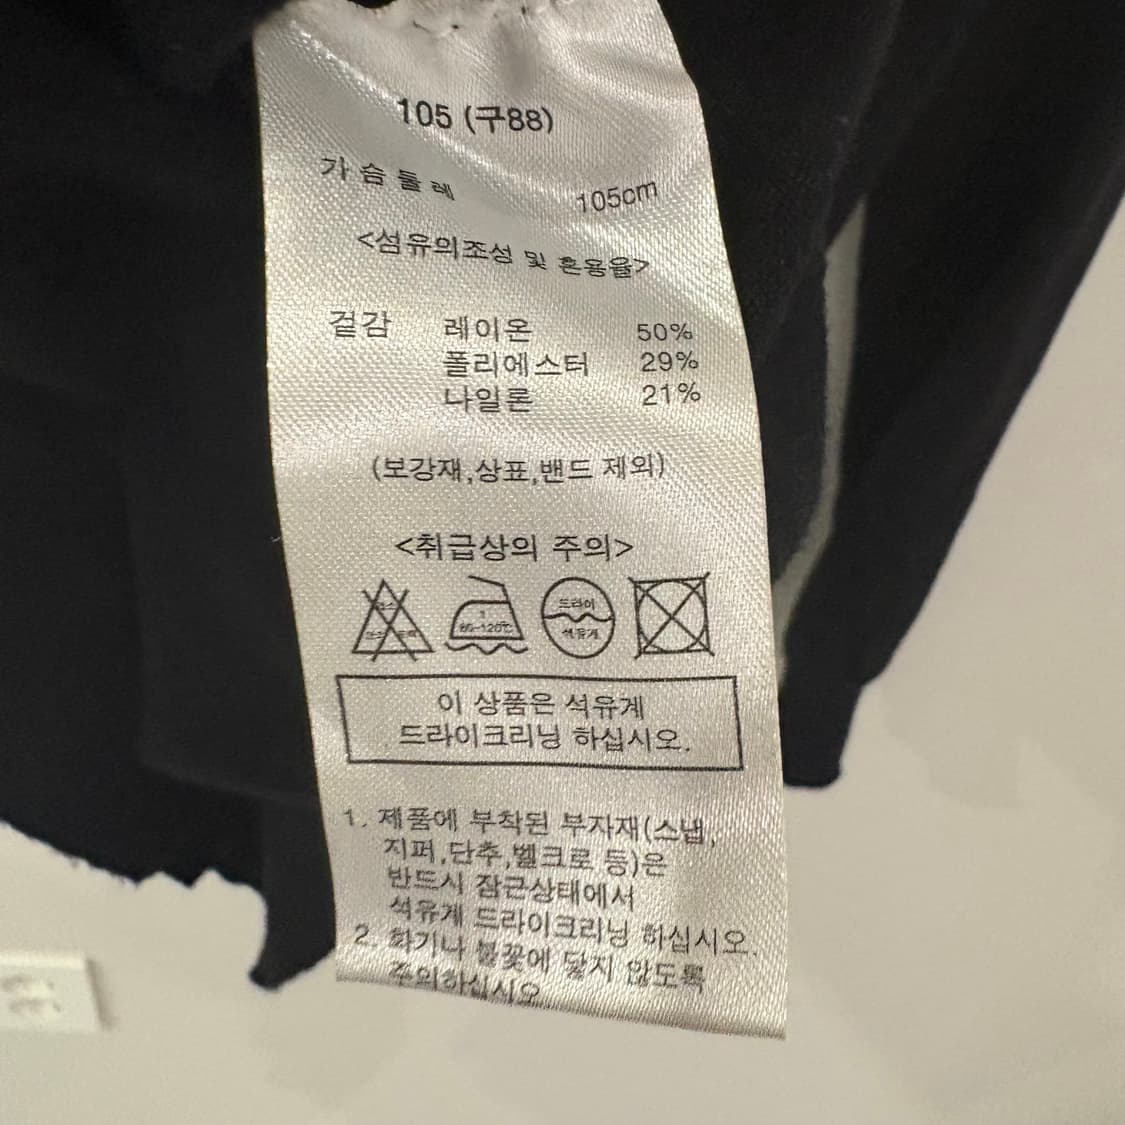 105 (구88)
가슴둘레 105cm
<섬유의조성 및 혼용율>
겉감 레이온 50%
폴리에스터 29%
나일론 21%
(보강재,상표,밴드 제외)
<취급상의 주의>
1
80~120℃
드라이
석유계
이 상품은 석유계
드라이크리닝 하십시오.
1. 제품에 부착된 부자재(스냅,
지퍼,단추,벨크로 등)은
반드시 잠근상태에서
석유계 드라이크리닝 하십시오.
2. 화기나 불꽃에 닿지 않도록
주의하십시오